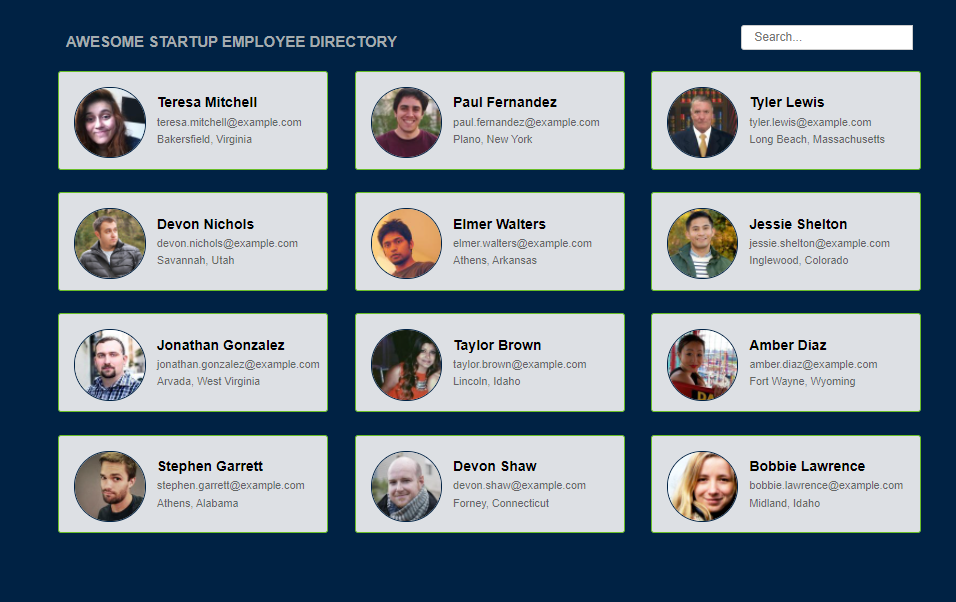 AWESOME STARTUP EMPLOYEE DIRECTORY
Search...
Teresa Mitchell
teresa.mitchell@example.com
Bakersfield, Virginia
Paul Fernandez
paul.fernandez@example.com
Plano, New York
Tyler Lewis
tyler.lewis@example.com
Long Beach, Massachusetts
Devon Nichols
devon.nichols@example.com
Savannah, Utah
Elmer Walters
elmer.walters@example.com
Athens, Arkansas
Jessie Shelton
jessie.shelton@example.com
Inglewood, Colorado
Jonathan Gonzalez
jonathan.gonzalez@example.com
Arvada, West Virginia
Taylor Brown
taylor.brown@example.com
Lincoln, Idaho
Amber Diaz
amber.diaz@example.com
Fort Wayne, Wyoming
Stephen Garrett
stephen.garrett@example.com
Athens, Alabama
Devon Shaw
devon.shaw@example.com
Forney, Connecticut
Bobbie Lawrence
bobbie.lawrence@example.com
Midland, Idaho